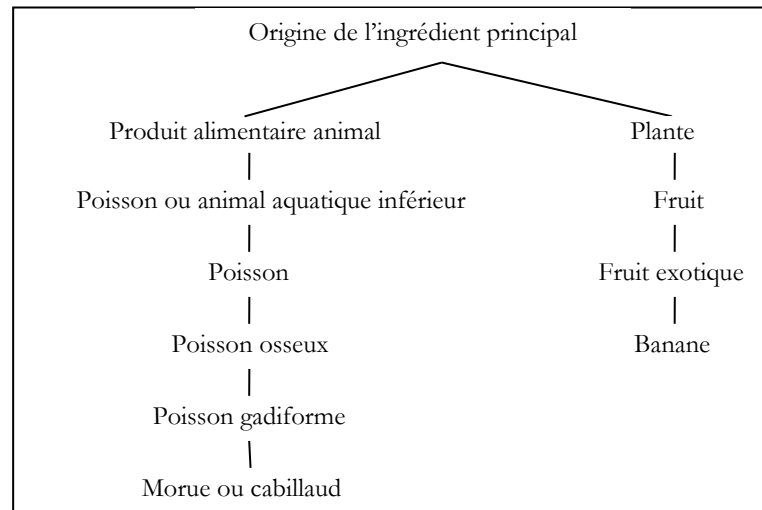 Origine de l’ingrédient principal
Produit alimentaire animal
Plante
Poisson ou animal aquatique inférieur
Fruit
Poisson
Fruit exotique
Poisson osseux
Banane
Poisson gadiforme
Morue ou cabillaud